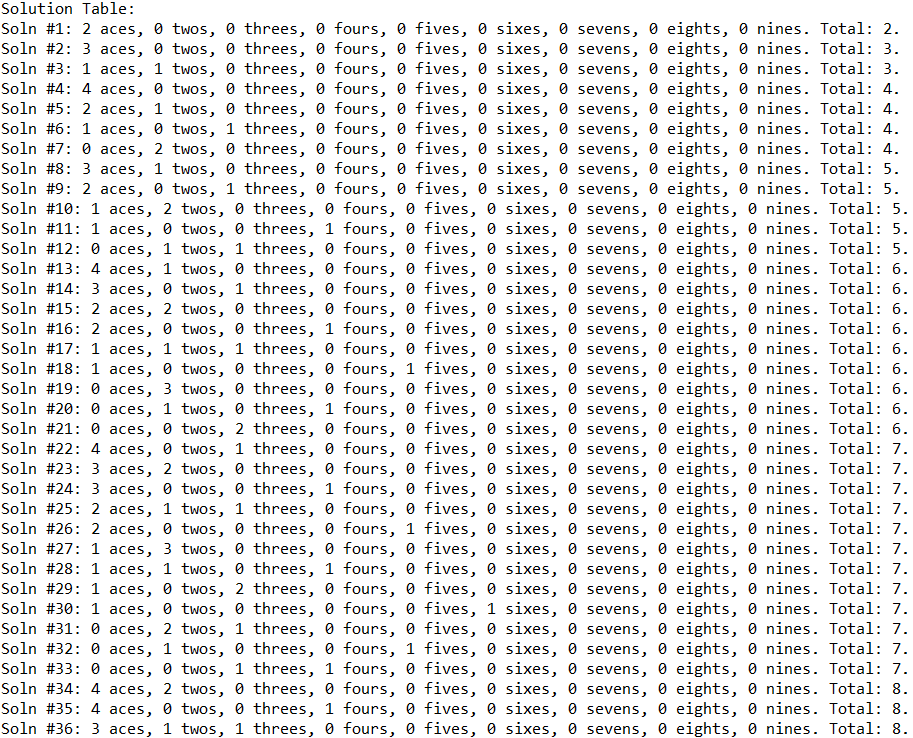 Solution Table:
Soln #1: 2 aces, 0 twos, 0 threes, 0 fours, 0 fives, 0 sixes, 0 sevens, 0 eights, 0 nines. Total: 2.
Soln #2: 3 aces, 0 twos, 0 threes, 0 fours, 0 fives, 0 sixes, 0 sevens, 0 eights, 0 nines. Total: 3.
Soln #3: 1 aces, 1 twos, 0 threes, 0 fours, 0 fives, 0 sixes, 0 sevens, 0 eights, 0 nines. Total: 3.
Soln #4: 4 aces, 0 twos, 0 threes, 0 fours, 0 fives, 0 sixes, 0 sevens, 0 eights, 0 nines. Total: 4.
Soln #5: 2 aces, 1 twos, 0 threes, 0 fours, 0 fives, 0 sixes, 0 sevens, 0 eights, 0 nines. Total: 4.
Soln #6: 1 aces, 0 twos, 1 threes, 0 fours, 0 fives, 0 sixes, 0 sevens, 0 eights, 0 nines. Total: 4.
Soln #7: 0 aces, 2 twos, 0 threes, 0 fours, 0 fives, 0 sixes, 0 sevens, 0 eights, 0 nines. Total: 4.
Soln #8: 3 aces, 1 twos, 0 threes, 0 fours, 0 fives, 0 sixes, 0 sevens, 0 eights, 0 nines. Total: 5.
Soln #9: 2 aces, 0 twos, 1 threes, 0 fours, 0 fives, 0 sixes, 0 sevens, 0 eights, 0 nines. Total: 5.
Soln #10: 1 aces, 2 twos, 0 threes, 0 fours, 0 fives, 0 sixes, 0 sevens, 0 eights, 0 nines. Total: 5.
Soln #11: 1 aces, 0 twos, 0 threes, 1 fours, 0 fives, 0 sixes, 0 sevens, 0 eights, 0 nines. Total: 5.
Soln #12: 0 aces, 1 twos, 1 threes, 0 fours, 0 fives, 0 sixes, 0 sevens, 0 eights, 0 nines. Total: 5.
Soln #13: 4 aces, 1 twos, 0 threes, 0 fours, 0 fives, 0 sixes, 0 sevens, 0 eights, 0 nines. Total: 6.
Soln #14: 3 aces, 0 twos, 1 threes, 0 fours, 0 fives, 0 sixes, 0 sevens, 0 eights, 0 nines. Total: 6.
Soln #15: 2 aces, 2 twos, 0 threes, 0 fours, 0 fives, 0 sixes, 0 sevens, 0 eights, 0 nines. Total: 6.
Soln #16: 2 aces, 0 twos, 0 threes, 1 fours, 0 fives, 0 sixes, 0 sevens, 0 eights, 0 nines. Total: 6.
Soln #17: 1 aces, 1 twos, 1 threes, 0 fours, 0 fives, 0 sixes, 0 sevens, 0 eights, 0 nines. Total: 6.
Soln #18: 1 aces, 0 twos, 0 threes, 0 fours, 1 fives, 0 sixes, 0 sevens, 0 eights, 0 nines. Total: 6.
Soln #19: 0 aces, 3 twos, 0 threes, 0 fours, 0 fives, 0 sixes, 0 sevens, 0 eights, 0 nines. Total: 6.
Soln #20: 0 aces, 1 twos, 0 threes, 1 fours, 0 fives, 0 sixes, 0 sevens, 0 eights, 0 nines. Total: 6.
Soln #21: 0 aces, 0 twos, 2 threes, 0 fours, 0 fives, 0 sixes, 0 sevens, 0 eights, 0 nines. Total: 6.
Soln #22: 4 aces, 0 twos, 1 threes, 0 fours, 0 fives, 0 sixes, 0 sevens, 0 eights, 0 nines. Total: 7.
Soln #23: 3 aces, 2 twos, 0 threes, 0 fours, 0 fives, 0 sixes, 0 sevens, 0 eights, 0 nines. Total: 7.
Soln #24: 3 aces, 0 twos, 0 threes, 1 fours, 0 fives, 0 sixes, 0 sevens, 0 eights, 0 nines. Total: 7.
Soln #25: 2 aces, 1 twos, 1 threes, 0 fours, 0 fives, 0 sixes, 0 sevens, 0 eights, 0 nines. Total: 7.
Soln #26: 2 aces, 0 twos, 0 threes, 0 fours, 1 fives, 0 sixes, 0 sevens, 0 eights, 0 nines. Total: 7.
Soln #27: 1 aces, 3 twos, 0 threes, 0 fours, 0 fives, 0 sixes, 0 sevens, 0 eights, 0 nines. Total: 7.
Soln #28: 1 aces, 1 twos, 0 threes, 1 fours, 0 fives, 0 sixes, 0 sevens, 0 eights, 0 nines. Total: 7.
Soln #29: 1 aces, 0 twos, 2 threes, 0 fours, 0 fives, 0 sixes, 0 sevens, 0 eights, 0 nines. Total: 7.
Soln #30: 1 aces, 0 twos, 0 threes, 0 fours, 0 fives, 1 sixes, 0 sevens, 0 eights, 0 nines. Total: 7.
Soln #31: 0 aces, 2 twos, 1 threes, 0 fours, 0 fives, 0 sixes, 0 sevens, 0 eights, 0 nines. Total: 7.
Soln #32: 0 aces, 1 twos, 0 threes, 0 fours, 1 fives, 0 sixes, 0 sevens, 0 eights, 0 nines. Total: 7.
Soln #33: 0 aces, 0 twos, 1 threes, 1 fours, 0 fives, 0 sixes, 0 sevens, 0 eights, 0 nines. Total: 7.
Soln #34: 4 aces, 2 twos, 0 threes, 0 fours, 0 fives, 0 sixes, 0 sevens, 0 eights, 0 nines. Total: 8.
Soln #35: 4 aces, 0 twos, 0 threes, 1 fours, 0 fives, 0 sixes, 0 sevens, 0 eights, 0 nines. Total: 8.
Soln #36: 3 aces, 1 twos, 1 threes, 0 fours, 0 fives, 0 sixes, 0 sevens, 0 eights, 0 nines. Total: 8.